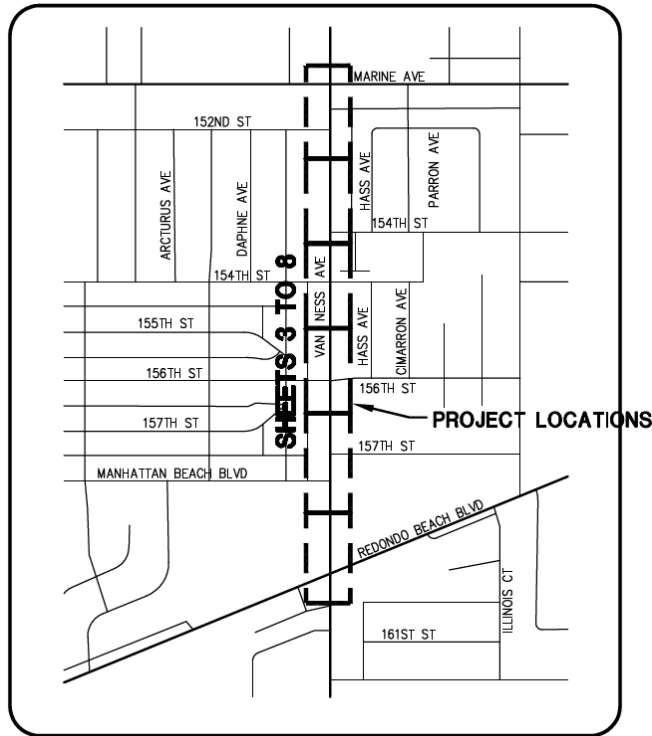 MARINE AVE
152ND ST
ARCTURUS AVE
DAPHNE AVE
HASS AVE
PARRON AVE
154TH ST
154TH ST
SHEETS 3 TO 8
VAN NESS AVE
HASS AVE
CIMARRON AVE
155TH ST
156TH ST
156TH ST
PROJECT LOCATIONS
157TH ST
157TH ST
MANHATTAN BEACH BLVD
REDONDO BEACH BLVD
ILLINOIS CT
161ST ST